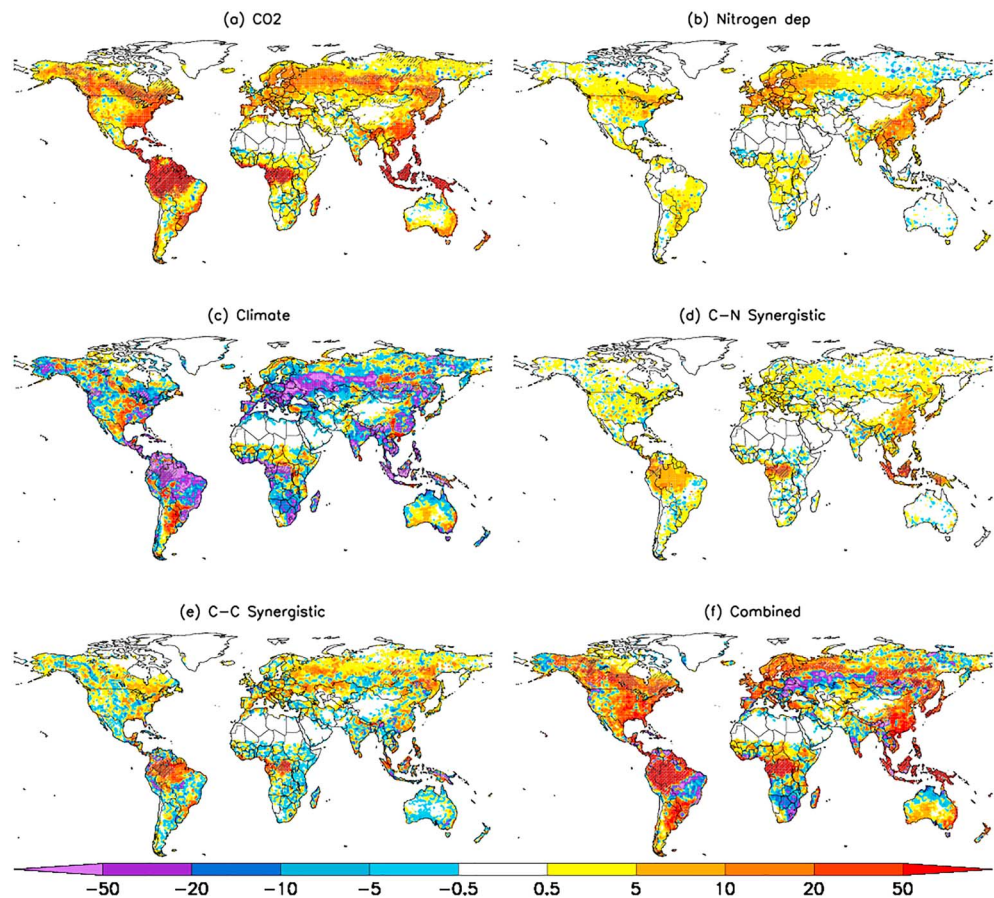 (a) CO2
(b) Nitrogen dep
(c) Climate
(d) C-N Synergistic
(e) C-C Synergistic
(f) Combined
-50 -20 -10 -5 -0.5 0.5 5 10 20 50